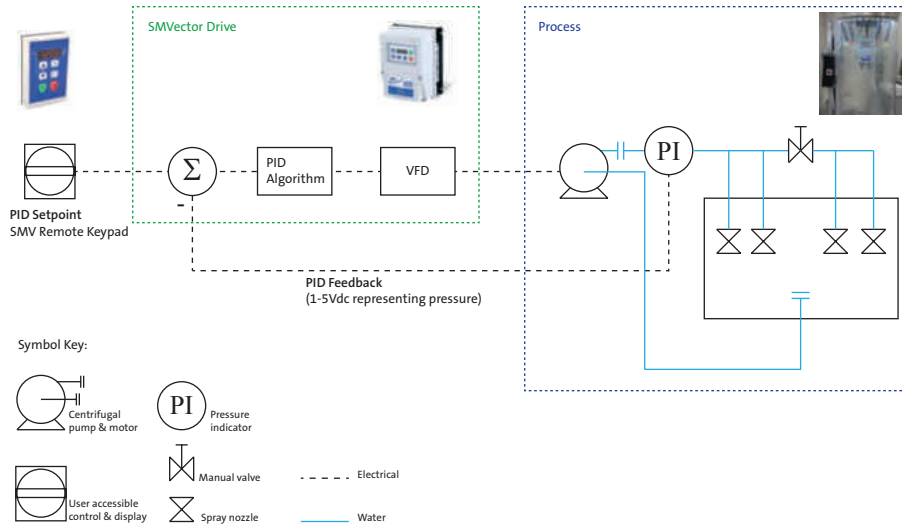 SMVector Drive
Process
Σ
PID
Algorithm
VFD
PI
-
PID Setpoint
SMV Remote Keypad
PID Feedback
(1-5Vdc representing pressure)
Symbol Key:
Centrifugal
pump & motor
PI
Pressure
indicator
Manual valve
Electrical
User accessible
control & display
Spray nozzle
Water